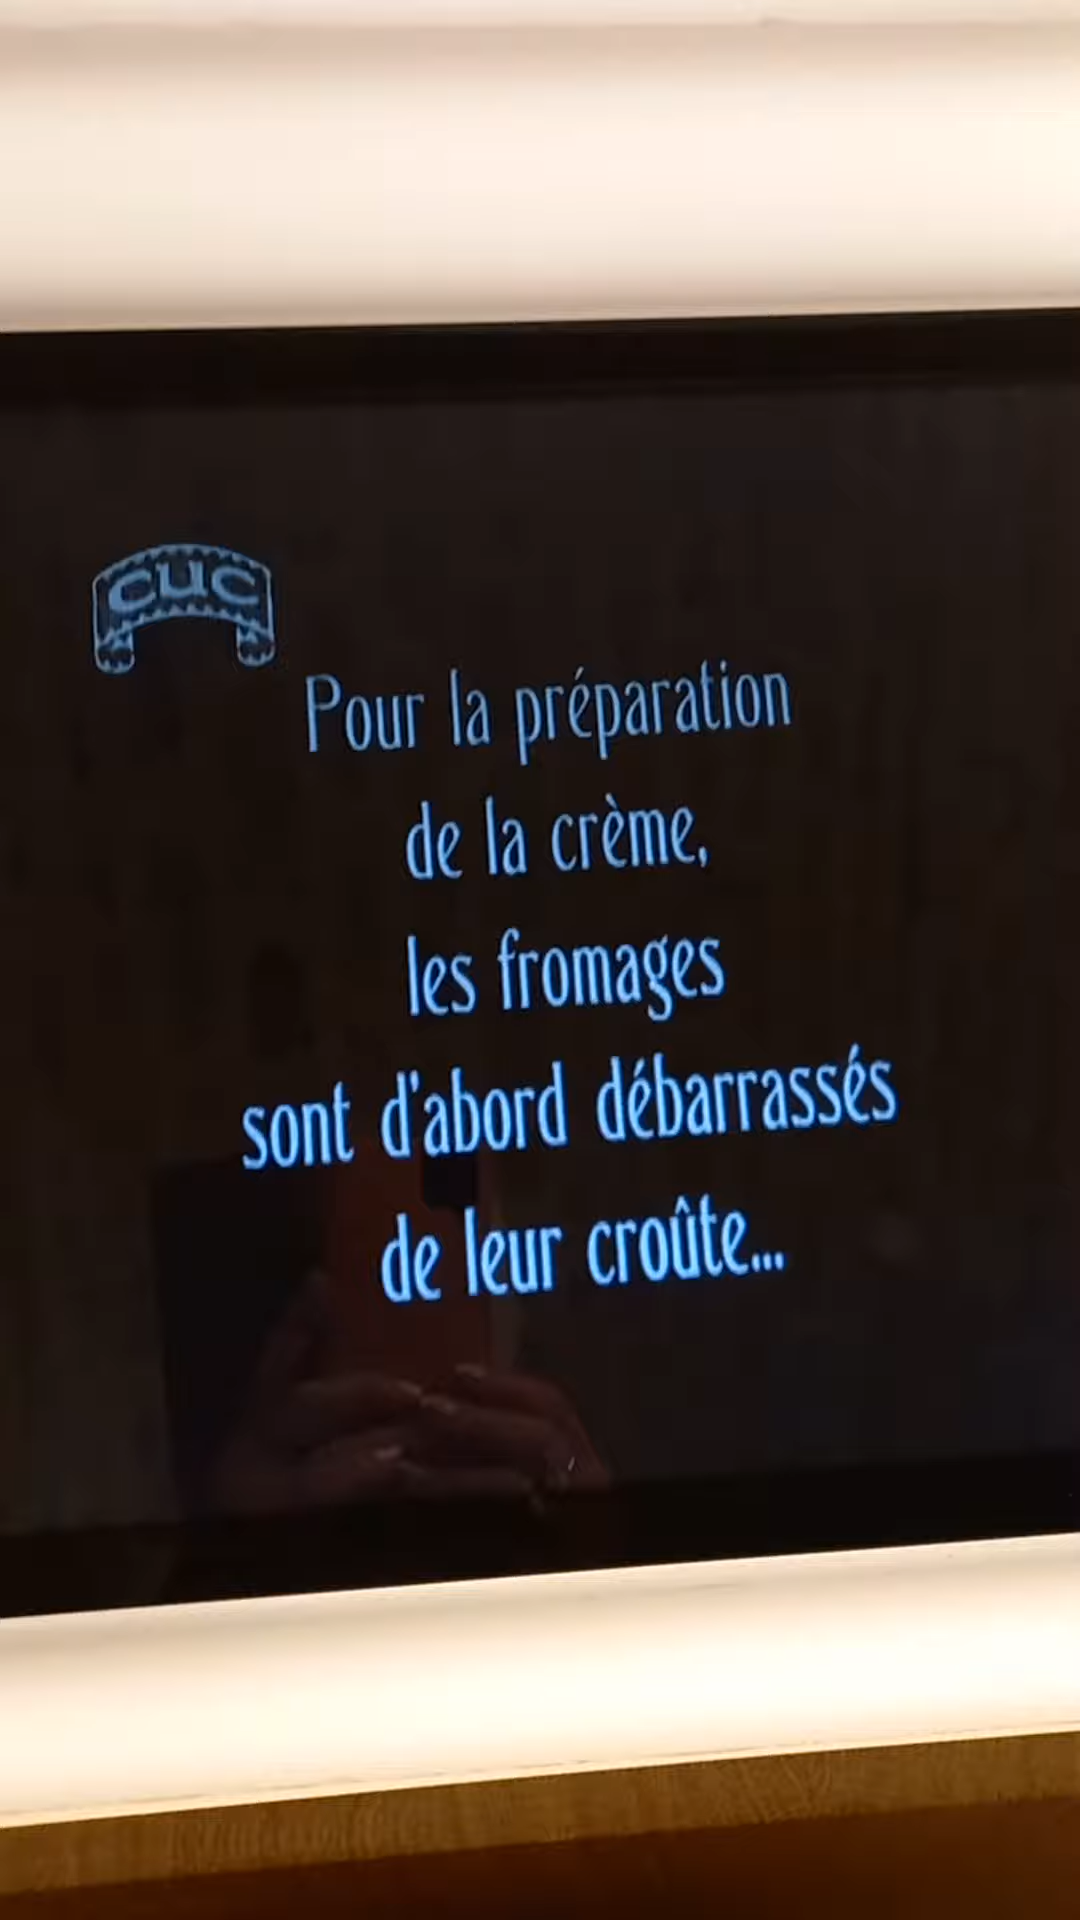 CUC
Pour la préparation
de la crème,
les fromages
sont d'abord débarrassés
de leur croûte...